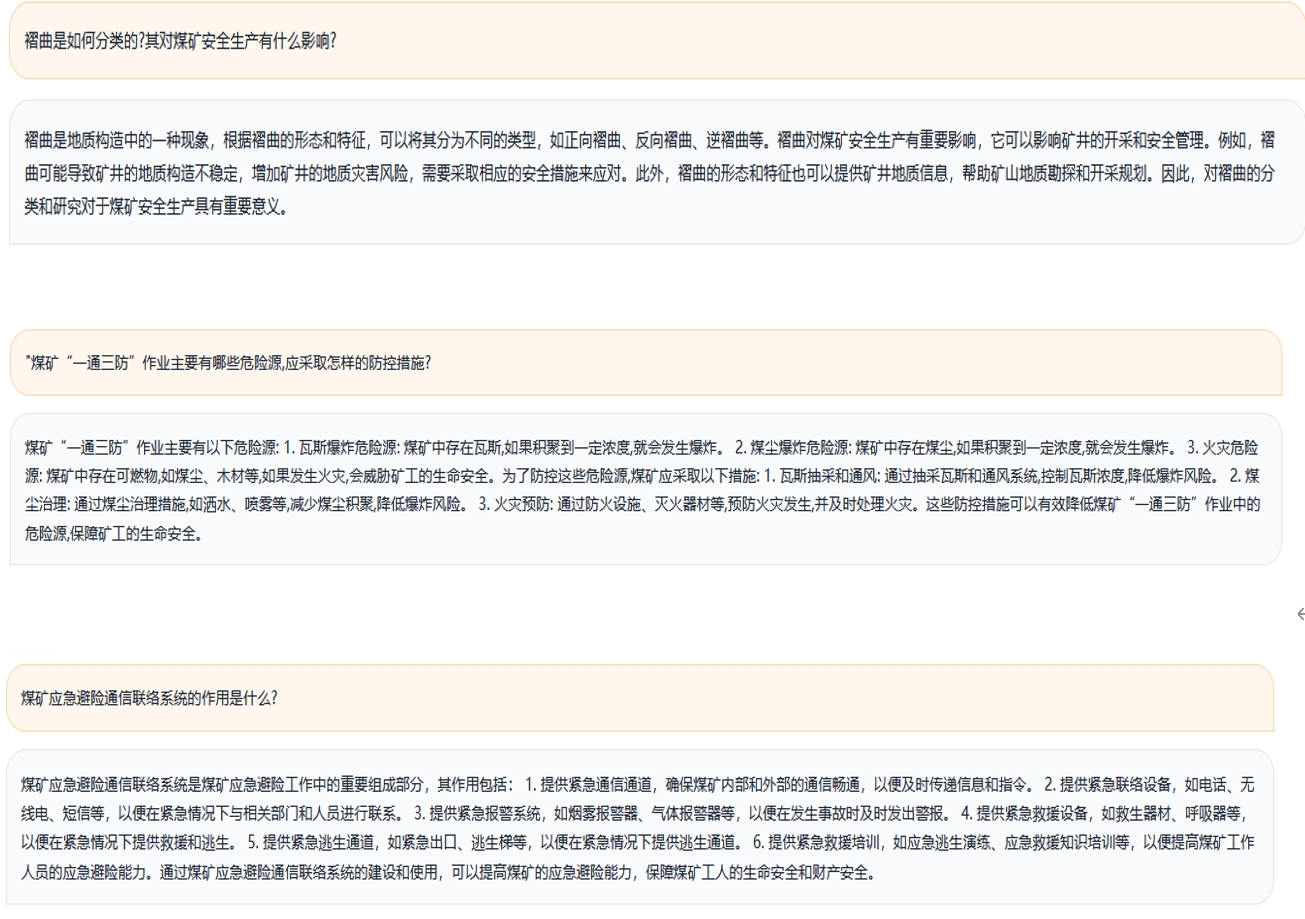 褶曲是如何分类的?其对煤矿安全生产有什么影响?
褶曲是地质构造中的一种现象，根据褶曲的形态和特征，可以将其分为不同的类型，如正向褶曲、反向褶曲、逆褶曲等。褶曲对煤矿安全生产有重要影响，它可以影响矿井的开采和安全管理。例如，褶
曲可能导致矿井的地质构造不稳定，增加矿井的地质灾害风险，需要采取相应的安全措施来应对。此外，褶曲的形态和特征也可以提供矿井地质信息，帮助矿山地质勘探和开采规划。因此，对褶曲的分
类和研究对于煤矿安全生产具有重要意义。
"煤矿“一通三防”作业主要有哪些危险源,应采取怎样的防控措施?
煤矿“一通三防”作业主要有以下危险源: 1. 瓦斯爆炸危险源: 煤矿中存在瓦斯,如果积聚到一定浓度,就会发生爆炸。 2. 煤尘爆炸危险源: 煤矿中存在煤尘,如果积聚到一定浓度,就会发生爆炸。 3. 火灾危险
源: 煤矿中存在可燃物,如煤尘、木材等,如果发生火灾,会威胁矿工的生命安全。为了防控这些危险源,煤矿应采取以下措施: 1. 瓦斯抽采和通风: 通过抽采瓦斯和通风系统,控制瓦斯浓度,降低爆炸风险。 2. 煤
尘治理: 通过煤尘治理措施,如洒水、喷雾等,减少煤尘积聚,降低爆炸风险。 3. 火灾预防: 通过防火设施、灭火器材等,预防火灾发生,并及时处理火灾。这些防控措施可以有效降低煤矿“一通三防”作业中的
危险源,保障矿工的生命安全。
煤矿应急避险通信联络系统的作用是什么?
煤矿应急避险通信联络系统是煤矿应急避险工作中的重要组成部分，其作用包括： 1. 提供紧急通信通道，确保煤矿内部和外部的通信畅通，以便及时传递信息和指令。 2. 提供紧急联络设备，如电话、无
线电、短信等，以便在紧急情况下与相关部门和人员进行联系。 3. 提供紧急报警系统，如烟雾报警器、气体报警器等，以便在发生事故时及时发出警报。 4. 提供紧急救援设备，如救生器材、呼吸器等，
以便在紧急情况下提供救援和逃生。 5. 提供紧急逃生通道，如紧急出口、逃生梯等，以便在紧急情况下提供逃生通道。 6. 提供紧急救援培训，如应急逃生演练、应急救援知识培训等，以便提高煤矿工作
人员的应急避险能力。通过煤矿应急避险通信联络系统的建设和使用，可以提高煤矿的应急避险能力，保障煤矿工人的生命安全和财产安全。